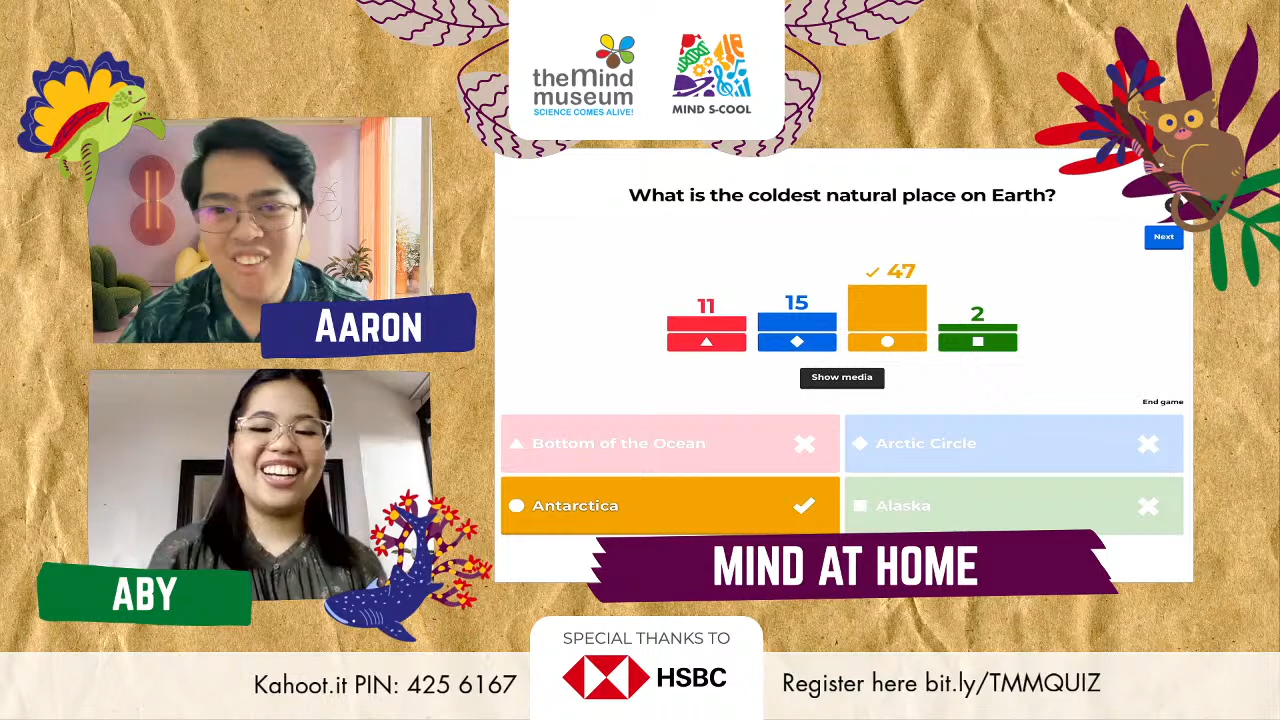 theMind
museum
SCIENCE COMES ALIVE!
MIND S-COOL
What is the coldest natural place on Earth?
Next
11
15
47
2
Show media
End game
Bottom of the Ocean
Arctic Circle
Antarctica
Alaska
AARON
ABY
MIND AT HOME
SPECIAL THANKS TO
HSBC
Kahoot.it PIN: 425 6167
Register here bit.ly/TMMQUIZ